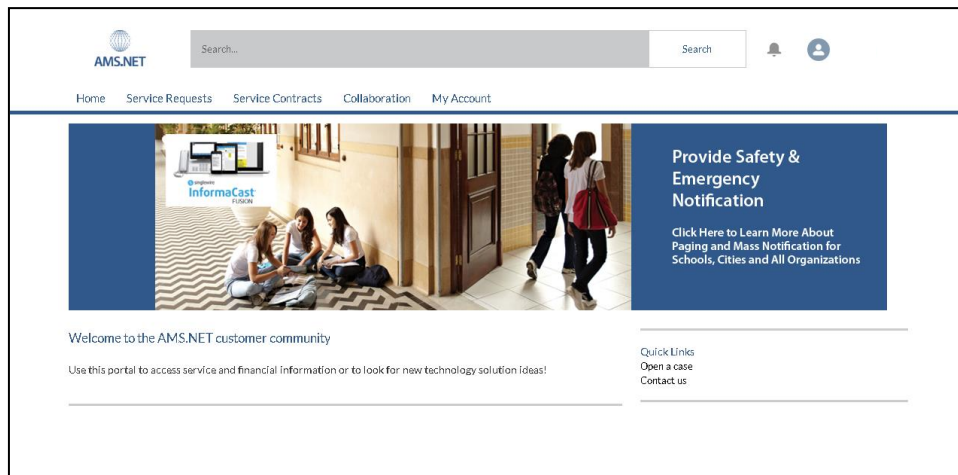 AMS.NET
Search...
Search
Home
Service Requests
Service Contracts
Collaboration
My Account
singlewire
InformaCast
FUSION
Provide Safety &
Emergency
Notification
Click Here to Learn More About
Paging and Mass Notification for
Schools, Cities and All Organizations
Welcome to the AMS.NET customer community
Use this portal to access service and financial information or to look for new technology solution ideas!
Quick Links
Open a case
Contact us